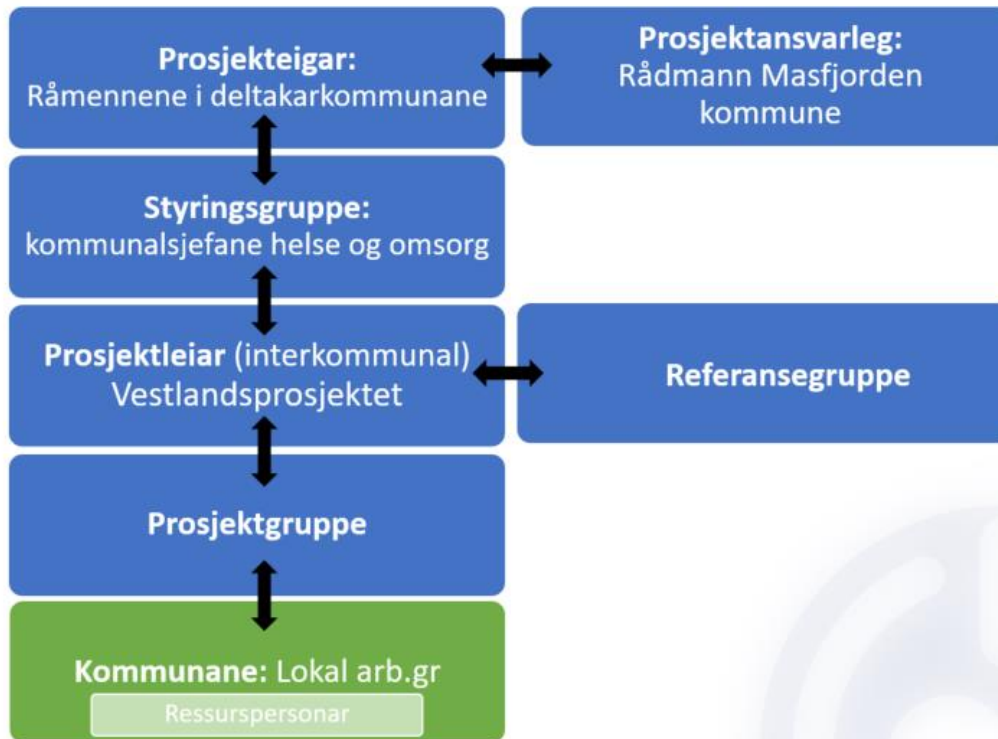 Prosjekteigar:
Råmennene i deltakarkommunane
Prosjektansvarleg:
Rådmann Masfjorden
kommune
Styringsgruppe:
kommunalsjefane helse og omsorg
Prosjektleiar (interkommunal)
Vestlandsprosjektet
Referansegruppe
Prosjektgruppe
Kommunane: Lokal arb.gr
Ressurspersonar